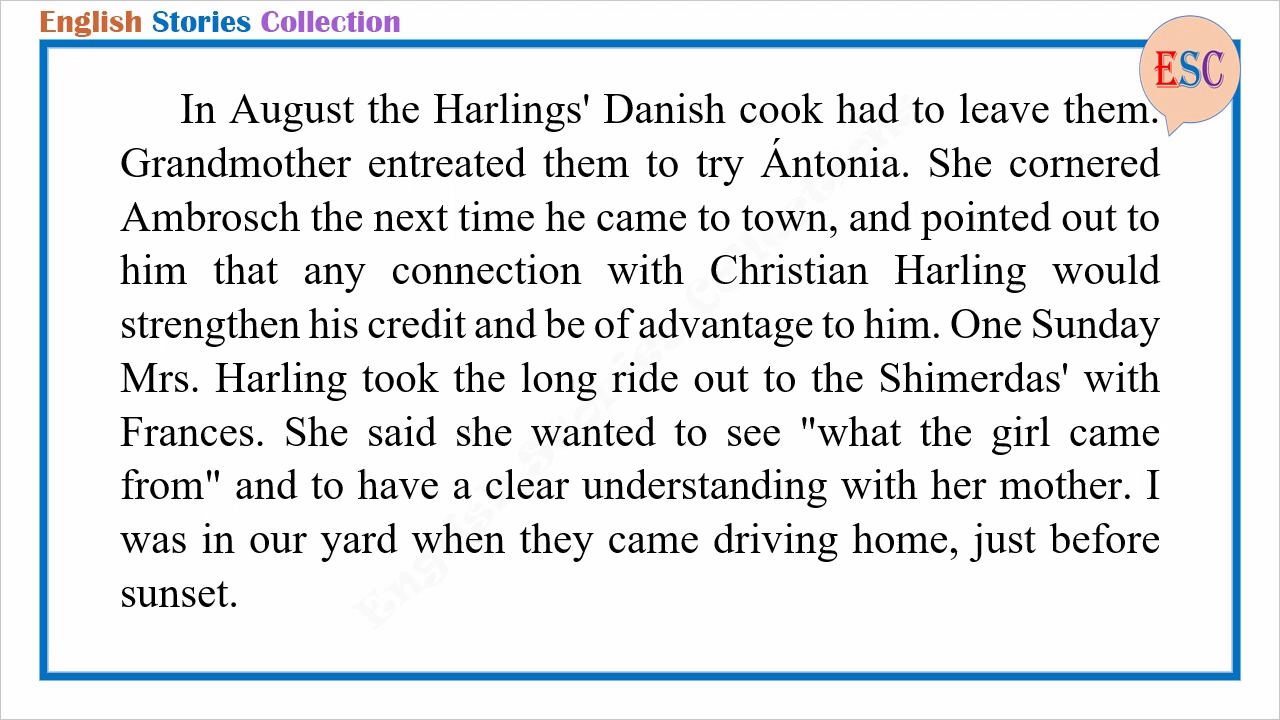 English Stories Collection
ESC
In August the Harlings' Danish cook had to leave them.
Grandmother entreated them to try Ántonia. She cornered
Ambrosch the next time he came to town, and pointed out to
him that any connection with Christian Harling would
strengthen his credit and be of advantage to him. One Sunday
Mrs. Harling took the long ride out to the Shimerdas' with
Frances. She said she wanted to see "what the girl came
from" and to have a clear understanding with her mother. I
was in our yard when they came driving home, just before
sunset.
English Stories Collections